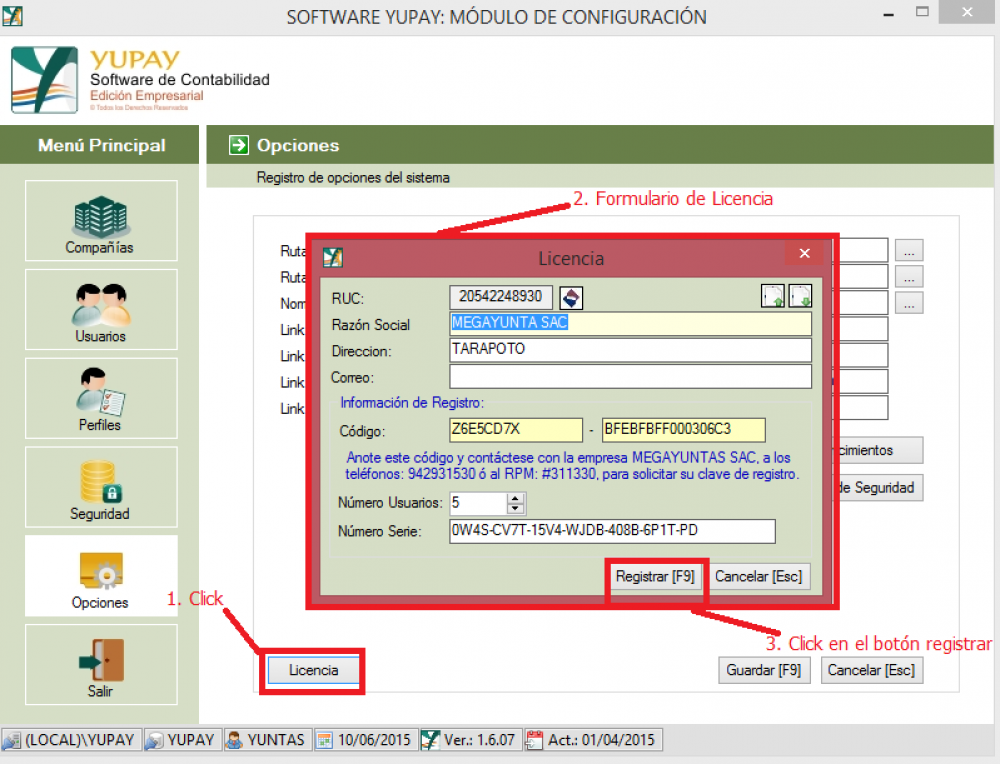 SOFTWARE YUPAY: MÓDULO DE CONFIGURACIÓN
YUPAY
Software de Contabilidad
Edición Empresarial
© Todos los Derechos Reservados
Menú Principal
Opciones
Registro de opciones del sistema
2. Formulario de Licencia
Compañías
Usuarios
Perfiles
Seguridad
Opciones
Salir
Ruta
Ruta
Nom
Link
Link
Link
Link
...
...
...
Licencia
RUC: 20542248930
Razón Social MEGAYUNTA SAC
Direccion: TARAPOTO
Correo:
Información de Registro:
Código: Z6E5CD7X - BFEBFBFF000306C3
Anote este código y contáctese con la empresa MEGAYUNTAS SAC, a los
teléfonos: 942931530 ó al RPM: #311330, para solicitar su clave de registro.
Número Usuarios: 5
Número Serie: 0W4S-CV7T-15V4-WJDB-408B-6P1T-PD
Registrar [F9] Cancelar [Esc]
cimientos
de Seguridad
1. Click
3. Click en el botón registrar
Licencia
Guardar [F9] Cancelar [Esc]
(LOCAL)\YUPAY YUPAY YUNTAS 10/06/2015 Ver.: 1.6.07 Act.: 01/04/2015